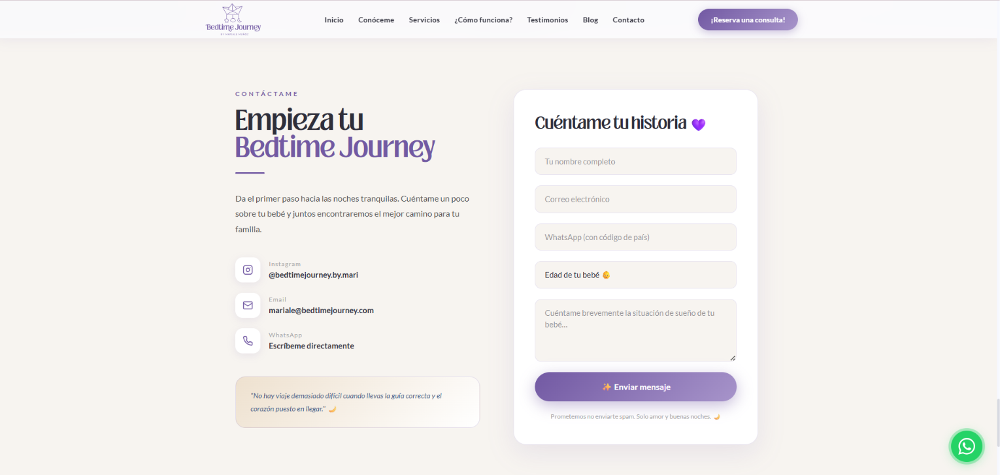 Bedtime Journey
Inicio
Conóceme
Servicios
¿Cómo funciona?
Testimonios
Blog
Contacto
¡Reserva una consulta!
CONTÁCTAME
Empieza tu
Bedtime Journey
Da el primer paso hacia las noches tranquilas. Cuéntame un poco
sobre tu bebé y juntos encontraremos el mejor camino para tu
familia.
Instagram
@bedtimejourney.by.mari
Email
mariale@bedtimejourney.com
WhatsApp
Escríbeme directamente
"No hay viaje demasiado difícil cuando llevas la guía correcta y el
corazón puesto en llegar." 🌙
Cuéntame tu historia 💜
Tu nombre completo
Correo electrónico
WhatsApp (con código de país)
Edad de tu bebé 👶
Cuéntame brevemente la situación de sueño de tu
bebé...
✨ Enviar mensaje
Prometemos no enviarte spam. Solo amor y buenas noches. 🌙